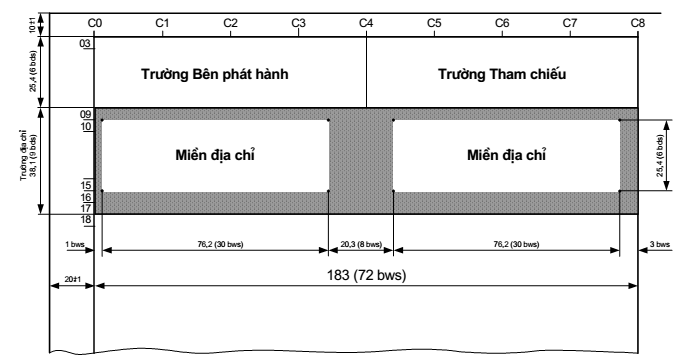 10±1
C0 C1 C2 C3 C4 C5 C6 C7 C8
25,4 (6 bds)
03
Trường Bên phát hành
Trường Tham chiếu
Trường địa chỉ
38,1 (9 bds)
09
10
Miền địa chỉ
Miền địa chỉ
25,4 (6 bds)
15
16
17
18
1 bws
76,2 (30 bws)
20,3 (8 bws)
76,2 (30 bws)
3 bws
20±1
183 (72 bws)